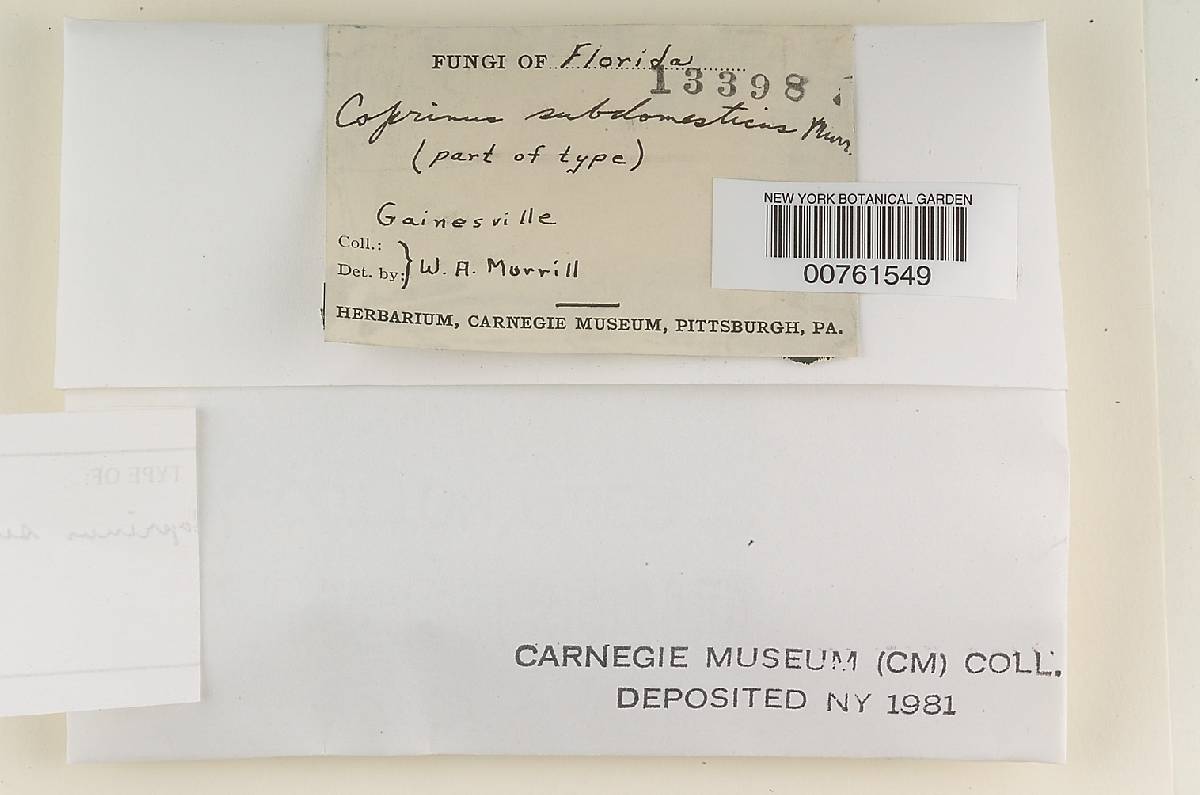 FUNGI OF Florida
13398
Coprinus subdomesticus Murr.
(part of type)
NEW YORK BOTANICAL GARDEN
00761549
Gainesville
Coll.:
Det. by: } W. A. Murrill
HERBARIUM, CARNEGIE MUSEUM, PITTSBURGH, PA.
TYPE OF:
CARNEGIE MUSEUM (CM) COLL.
DEPOSITED NY 1981